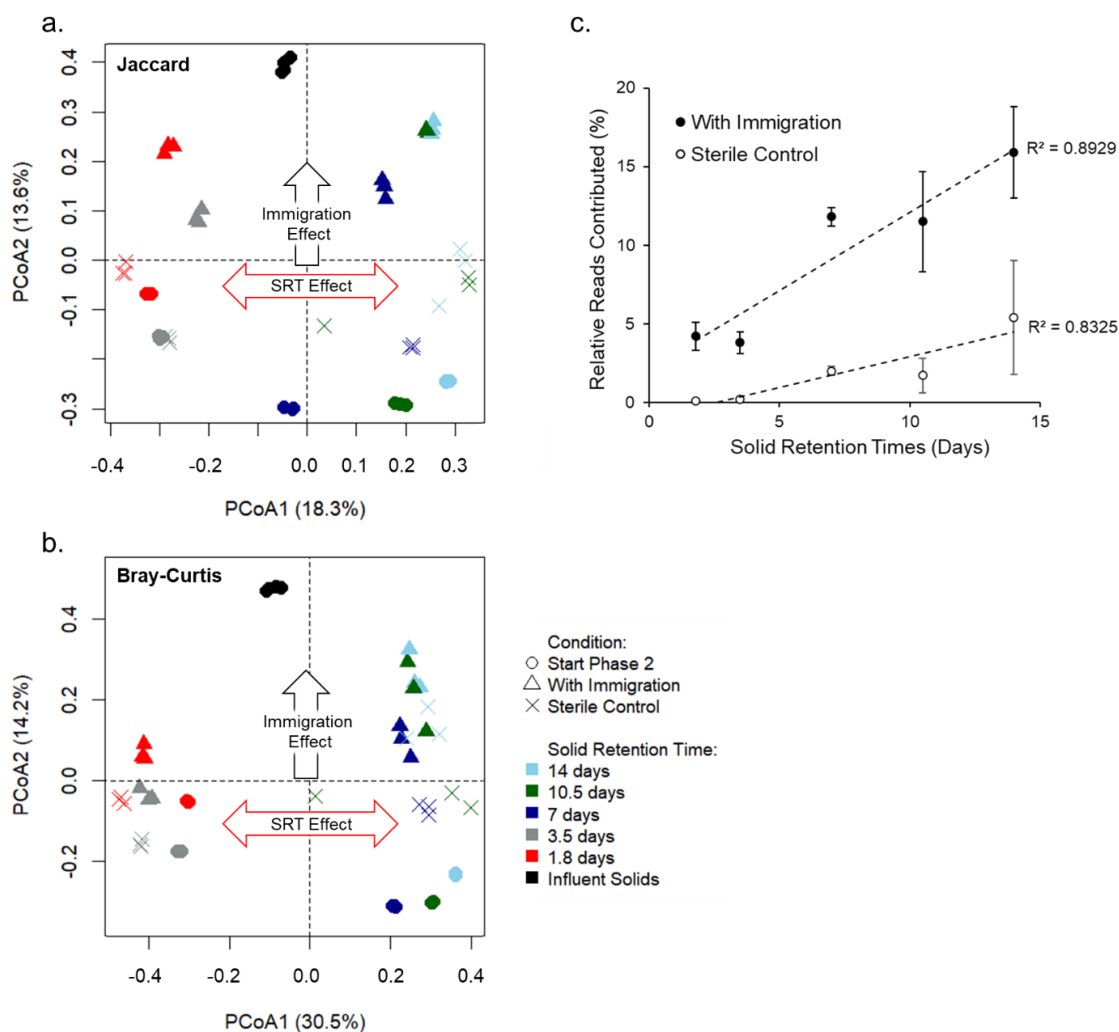 a.
Jaccard
PCoA2 (13.6%)
0.4
0.3
0.2
0.1
0.0
-0.1
-0.3
Immigration
Effect
SRT Effect
-0.4
-0.2
0.0
0.1
0.2
0.3
PCoA1 (18.3%)
c.
Relative Reads Contributed (%)
20
15
10
5
0
With Immigration
Sterile Control
R² = 0.8929
R² = 0.8325
0
5
10
15
Solid Retention Times (Days)
b.
Bray-Curtis
PCoA2 (14.2%)
0.4
0.2
0.0
-0.2
Immigration
Effect
SRT Effect
-0.4
-0.2
0.0
0.2
0.4
PCoA1 (30.5%)
Condition:
Start Phase 2
With Immigration
Sterile Control
Solid Retention Time:
14 days
10.5 days
7 days
3.5 days
1.8 days
Influent Solids